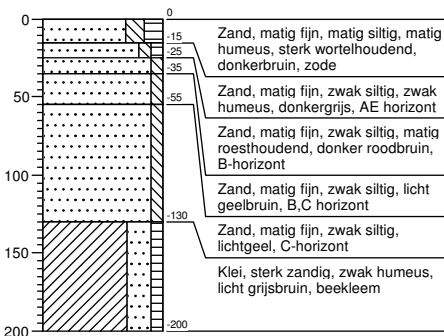 0
50
100
150
200
0
-15
-25
-35
-55
-130
-200
Zand, matig fijn, matig siltig, matig
humeus, sterk wortelhoudend,
donkerbruin, zode
Zand, matig fijn, zwak siltig, zwak
humeus, donkergrijs, AE horizont
Zand, matig fijn, zwak siltig, matig
roesthoudend, donker roodbruin,
B-horizont
Zand, matig fijn, zwak siltig, licht
geelbruin, B,C horizont
Zand, matig fijn, zwak siltig,
lichtgeel, C-horizont
Klei, sterk zandig, zwak humeus,
licht grijsbruin, beekleem